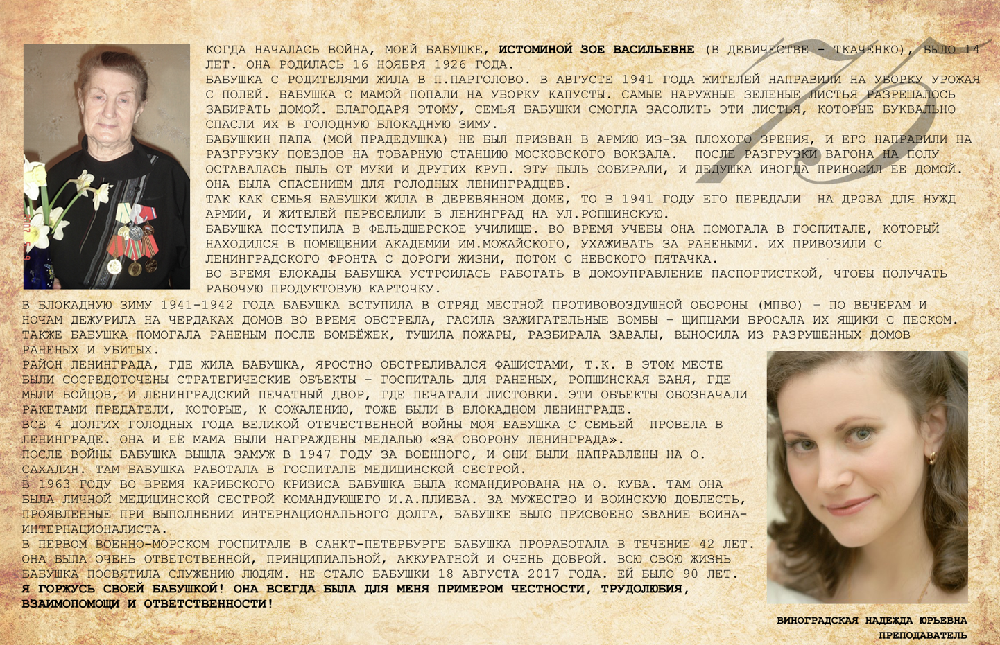 75
КОГДА НАЧАЛАСЬ ВОЙНА, МОЕЙ БАБУШКЕ, ИСТОМИНОЙ ЗОЕ ВАСИЛЬЕВНЕ (В ДЕВИЧЕСТВЕ - ТКАЧЕНКО), БЫЛО 14
ЛЕТ. ОНА РОДИЛАСЬ 16 НОЯБРЯ 1926 ГОДА.
БАБУШКА С РОДИТЕЛЯМИ ЖИЛА В П.ПАРГОЛОВО. В АВГУСТЕ 1941 ГОДА ЖИТЕЛЕЙ НАПРАВИЛИ НА УБОРКУ УРОЖАЯ
С ПОЛЕЙ. БАБУШКА С МАМОЙ ПОПАЛИ НА УБОРКУ КАПУСТЫ. САМЫЕ НАРУЖНЫЕ ЗЕЛЕНЫЕ ЛИСТЬЯ РАЗРЕШАЛОСЬ
ЗАБИРАТЬ ДОМОЙ. БЛАГОДАРЯ ЭТОМУ, СЕМЬЯ БАБУШКИ СМОГЛА ЗАСОЛИТЬ ЭТИ ЛИСТЬЯ, КОТОРЫЕ БУКВАЛЬНО
СПАСЛИ ИХ В ГОЛОДНУЮ БЛОКАДНУЮ ЗИМУ.
БАБУШКИН ПАПА (МОЙ ПРАДЕДУШКА) НЕ БЫЛ ПРИЗВАН В АРМИЮ ИЗ-ЗА ПЛОХОГО ЗРЕНИЯ, И ЕГО НАПРАВИЛИ НА
РАЗГРУЗКУ ПОЕЗДОВ НА ТОВАРНУЮ СТАНЦИЮ МОСКОВСКОГО ВОКЗАЛА.  ПОСЛЕ РАЗГРУЗКИ ВАГОНА НА ПОЛУ
ОСТАВАЛАСЬ ПЫЛЬ ОТ МУКИ И ДРУГИХ КРУП. ЭТУ ПЫЛЬ СОБИРАЛИ, И ДЕДУШКА ИНОГДА ПРИНОСИЛ ЕЕ ДОМОЙ.
ОНА БЫЛА СПАСЕНИЕМ ДЛЯ ГОЛОДНЫХ ЛЕНИНГРАДЦЕВ.
ТАК КАК СЕМЬЯ БАБУШКИ ЖИЛА В ДЕРЕВЯННОМ ДОМЕ, ТО В 1941 ГОДУ ЕГО ПЕРЕДАЛИ  НА ДРОВА ДЛЯ НУЖД
АРМИИ, И ЖИТЕЛЕЙ ПЕРЕСЕЛИЛИ В ЛЕНИНГРАД НА УЛ.РОПШИНСКУЮ.
БАБУШКА ПОСТУПИЛА В ФЕЛЬДШЕРСКОЕ УЧИЛИЩЕ. ВО ВРЕМЯ УЧЕБЫ ОНА ПОМОГАЛА В ГОСПИТАЛЕ, КОТОРЫЙ
НАХОДИЛСЯ В ПОМЕЩЕНИИ АКАДЕМИИ ИМ.МОЖАЙСКОГО, УХАЖИВАТЬ ЗА РАНЕНЫМИ. ИХ ПРИВОЗИЛИ С
ЛЕНИНГРАДСКОГО ФРОНТА С ДОРОГИ ЖИЗНИ, ПОТОМ С НЕВСКОГО ПЯТАЧКА.
ВО ВРЕМЯ БЛОКАДЫ БАБУШКА УСТРОИЛАСЬ РАБОТАТЬ В ДОМОУПРАВЛЕНИЕ ПАСПОРТИСТКОЙ, ЧТОБЫ ПОЛУЧАТЬ
РАБОЧУЮ ПРОДУКТОВУЮ КАРТОЧКУ.
В БЛОКАДНУЮ ЗИМУ 1941-1942 ГОДА БАБУШКА ВСТУПИЛА В ОТРЯД МЕСТНОЙ ПРОТИВОВОЗДУШНОЙ ОБОРОНЫ (МПВО) – ПО ВЕЧЕРАМ И
НОЧАМ ДЕЖУРИЛА НА ЧЕРДАКАХ ДОМОВ ВО ВРЕМЯ ОБСТРЕЛА, ГАСИЛА ЗАЖИГАТЕЛЬНЫЕ БОМБЫ – ЩИПЦАМИ БРОСАЛА ИХ ЯЩИКИ С ПЕСКОМ.
ТАКЖЕ БАБУШКА ПОМОГАЛА РАНЕНЫМ ПОСЛЕ БОМБЁЖЕК, ТУШИЛА ПОЖАРЫ, РАЗБИРАЛА ЗАВАЛЫ, ВЫНОСИЛА ИЗ РАЗРУШЕННЫХ ДОМОВ
РАНЕНЫХ И УБИТЫХ.
РАЙОН ЛЕНИНГРАДА, ГДЕ ЖИЛА БАБУШКА, ЯРОСТНО ОБСТРЕЛИВАЛСЯ ФАШИСТАМИ, Т.К. В ЭТОМ МЕСТЕ
БЫЛИ СОСРЕДОТОЧЕНЫ СТРАТЕГИЧЕСКИЕ ОБЪЕКТЫ – ГОСПИТАЛЬ ДЛЯ РАНЕНЫХ, РОПШИНСКАЯ БАНЯ, ГДЕ
МЫЛИ БОЙЦОВ, И ЛЕНИНГРАДСКИЙ ПЕЧАТНЫЙ ДВОР, ГДЕ ПЕЧАТАЛИ ЛИСТОВКИ. ЭТИ ОБЪЕКТЫ ОБОЗНАЧАЛИ
РАКЕТАМИ ПРЕДАТЕЛИ, КОТОРЫЕ, К СОЖАЛЕНИЮ, ТОЖЕ БЫЛИ В БЛОКАДНОМ ЛЕНИНГРАДЕ.
ВСЕ 4 ДОЛГИХ ГОЛОДНЫХ ГОДА ВЕЛИКОЙ ОТЕЧЕСТВЕННОЙ ВОЙНЫ МОЯ БАБУШКА С СЕМЬЕЙ  ПРОВЕЛА В
ЛЕНИНГРАДЕ. ОНА И ЕЁ МАМА БЫЛИ НАГРАЖДЕНЫ МЕДАЛЬЮ «ЗА ОБОРОНУ ЛЕНИНГРАДА».
ПОСЛЕ ВОЙНЫ БАБУШКА ВЫШЛА ЗАМУЖ В 1947 ГОДУ ЗА ВОЕННОГО, И ОНИ БЫЛИ НАПРАВЛЕНЫ НА О.
САХАЛИН. ТАМ БАБУШКА РАБОТАЛА В ГОСПИТАЛЕ МЕДИЦИНСКОЙ СЕСТРОЙ.
В 1963 ГОДУ ВО ВРЕМЯ КАРИБСКОГО КРИЗИСА БАБУШКА БЫЛА КОМАНДИРОВАНА НА О. КУБА. ТАМ ОНА
БЫЛА ЛИЧНОЙ МЕДИЦИНСКОЙ СЕСТРОЙ КОМАНДУЮЩЕГО И.А.ПЛИЕВА. ЗА МУЖЕСТВО И ВОИНСКУЮ ДОБЛЕСТЬ,
ПРОЯВЛЕННЫЕ ПРИ ВЫПОЛНЕНИИ ИНТЕРНАЦИОНАЛЬНОГО ДОЛГА, БАБУШКЕ БЫЛО ПРИСВОЕНО ЗВАНИЕ ВОИНА-
ИНТЕРНАЦИОНАЛИСТА.
В ПЕРВОМ ВОЕННО-МОРСКОМ ГОСПИТАЛЕ В САНКТ-ПЕТЕРБУРГЕ БАБУШКА ПРОРАБОТАЛА В ТЕЧЕНИЕ 42 ЛЕТ.
ОНА БЫЛА ОЧЕНЬ ОТВЕТСТВЕННОЙ, ПРИНЦИПИАЛЬНОЙ, АККУРАТНОЙ И ОЧЕНЬ ДОБРОЙ. ВСЮ СВОЮ ЖИЗНЬ
БАБУШКА ПОСВЯТИЛА СЛУЖЕНИЮ ЛЮДЯМ. НЕ СТАЛО БАБУШКИ 18 АВГУСТА 2017 ГОДА. ЕЙ БЫЛО 90 ЛЕТ.
Я ГОРЖУСЬ СВОЕЙ БАБУШКОЙ! ОНА ВСЕГДА БЫЛА ДЛЯ МЕНЯ ПРИМЕРОМ ЧЕСТНОСТИ, ТРУДОЛЮБИЯ,
ВЗАИМОПОМОЩИ И ОТВЕТСТВЕННОСТИ!
ВИНОГРАДСКАЯ НАДЕЖДА ЮРЬЕВНА
ПРЕПОДАВАТЕЛЬ